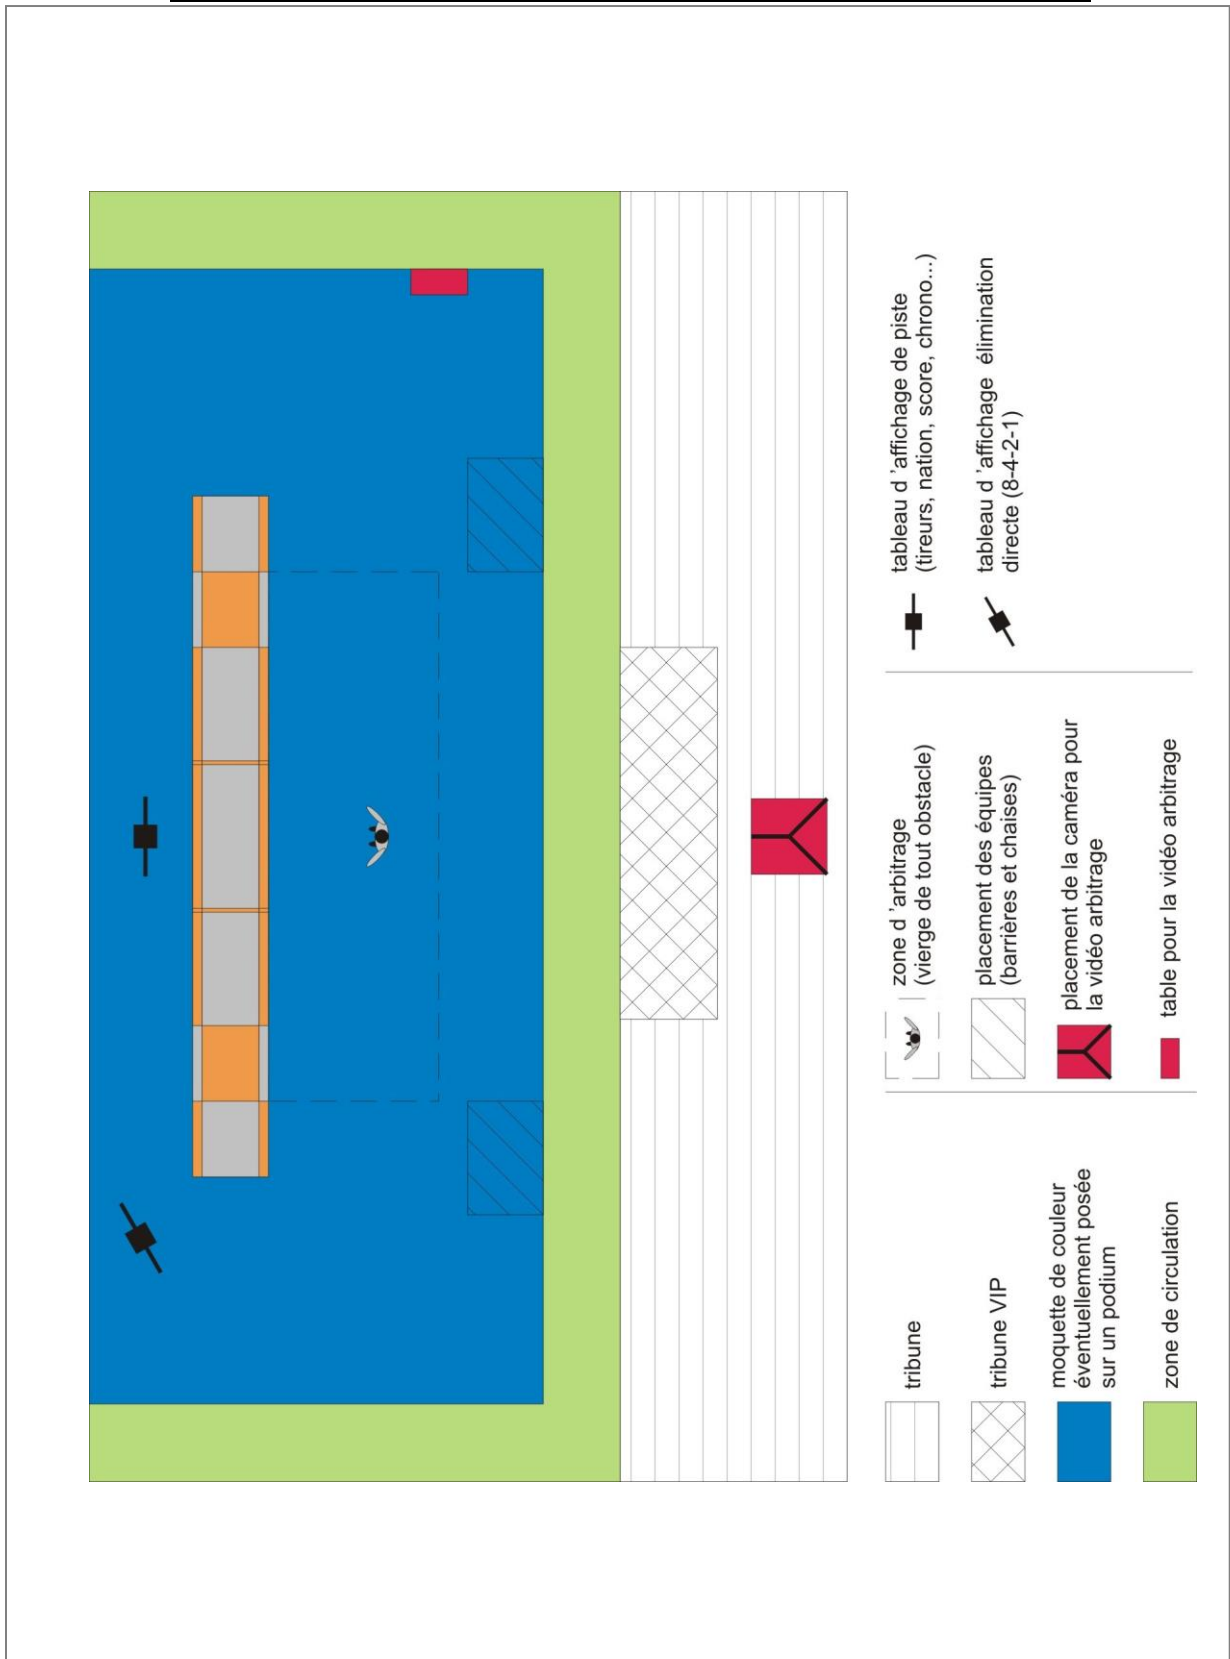 tribune
tribune VIP
moquette de couleur
éventuellement posée
sur un podium
zone de circulation
zone d 'arbitrage
(vierge de tout obstacle)
placement des équipes
(barrières et chaises)
placement de la caméra pour
la vidéo arbitrage
table pour la vidéo arbitrage
tableau d 'affichage de piste
(tireurs, nation, score, chrono...)
tableau d 'affichage élimination
directe (8-4-2-1)